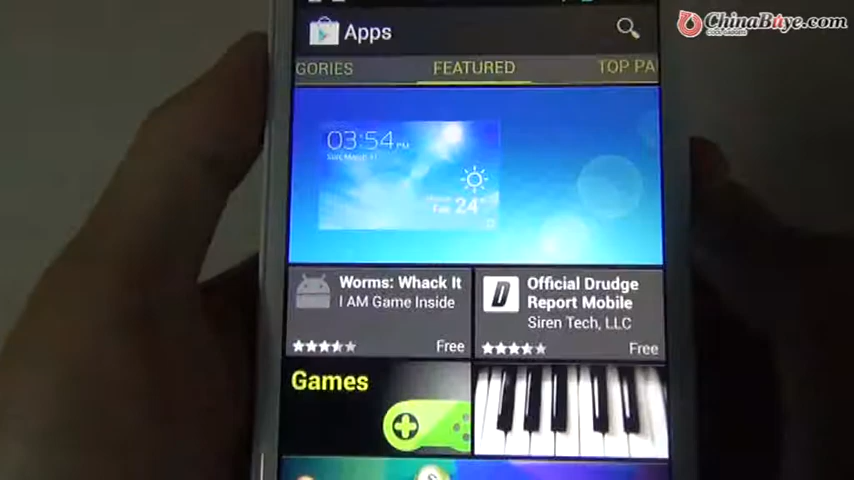 ChinaBuye.com
Apps
GORIES
FEATURED
TOP PA
03:54 PM
24°
Worms: Whack It
I AM Game Inside
Free
Official Drudge
Report Mobile
Siren Tech, LLC
Free
Games